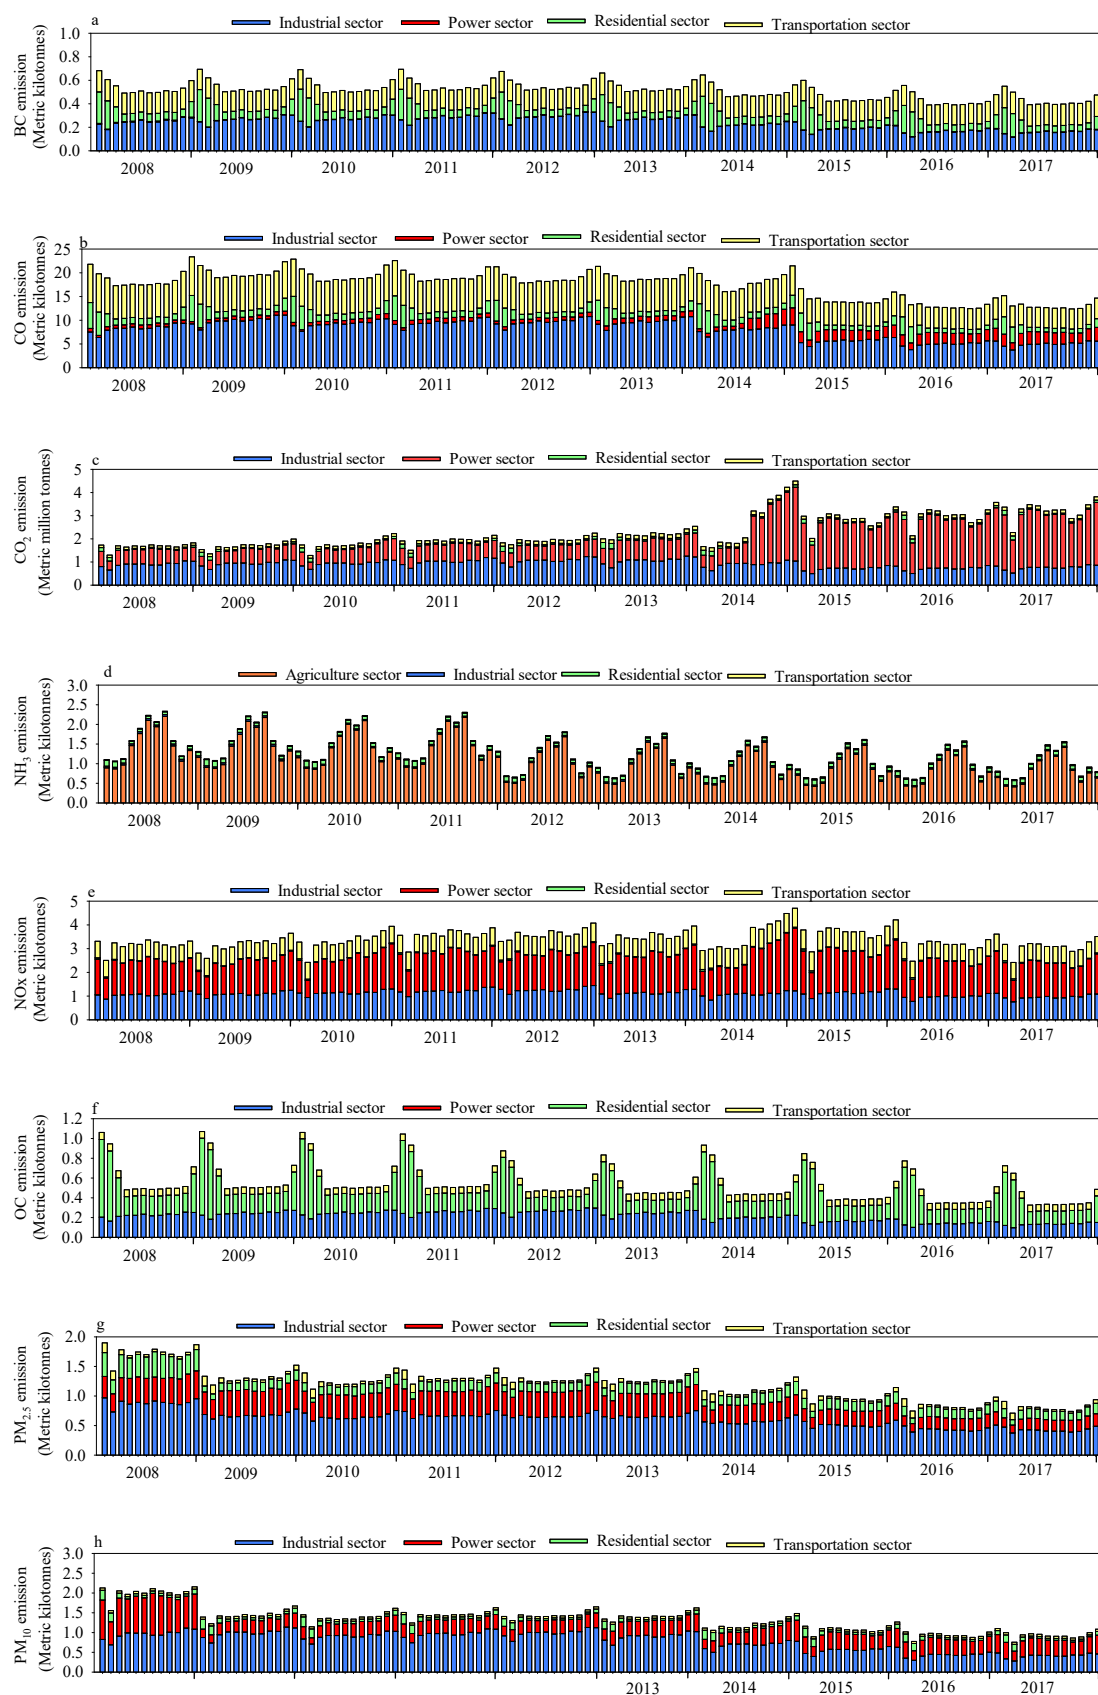 a
Industrial sector Power sector Residential sector Transportation sector
BC emission
(Metric kilotonnes)
1.0
0.8
0.6
0.4
0.2
0.0
2008 2009 2010 2011 2012 2013 2014 2015 2016 2017
b
Industrial sector Power sector Residential sector Transportation sector
CO emission
(Metric kilotonnes)
25
20
15
10
5
0
2008 2009 2010 2011 2012 2013 2014 2015 2016 2017
c
Industrial sector Power sector Residential sector Transportation sector
CO2 emission
(Metric million tonnes)
5
4
3
2
1
0
2008 2009 2010 2011 2012 2013 2014 2015 2016 2017
d
Agriculture sector Industrial sector Residential sector Transportation sector
NH3 emission
(Metric kilotonnes)
3.0
2.5
2.0
1.5
1.0
0.5
0.0
2008 2009 2010 2011 2012 2013 2014 2015 2016 2017
e
Industrial sector Power sector Residential sector Transportation sector
NOx emission
(Metric kilotonnes)
5
4
3
2
1
0
2008 2009 2010 2011 2012 2013 2014 2015 2016 2017
f
Industrial sector Power sector Residential sector Transportation sector
OC emission
(Metric kilotonnes)
1.2
1.0
0.8
0.6
0.4
0.2
0.0
2008 2009 2010 2011 2012 2013 2014 2015 2016 2017
g
Industrial sector Power sector Residential sector Transportation sector
PM2.5 emission
(Metric kilotonnes)
2.0
1.5
1.0
0.5
0.0
2008 2009 2010 2011 2012 2013 2014 2015 2016 2017
h
Industrial sector Power sector Residential sector Transportation sector
PM10 emission
(Metric kilotonnes)
3.0
2.5
2.0
1.5
1.0
0.5
0.0
2013 2014 2015 2016 2017